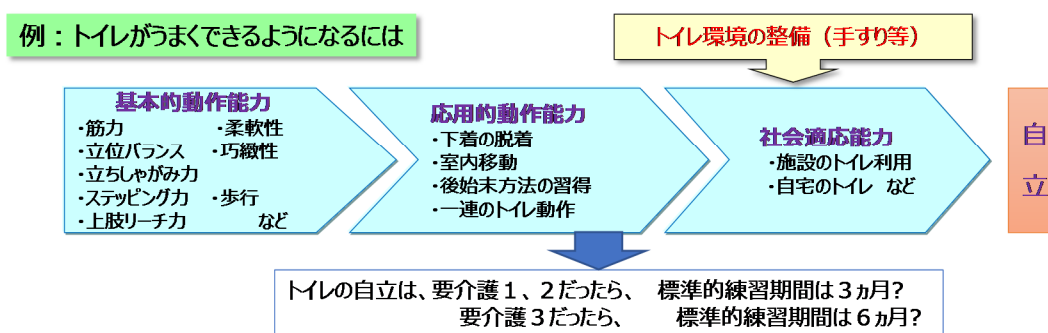 例：トイレがうまくできるようになるには
トイレ環境の整備（手すり等）
基本的動作能力
・筋力　・柔軟性
・立位バランス　・巧緻性
・立ちしゃがみ力
・ステッピング力　・歩行
・上肢リーチ力　など
応用的動作能力
・下着の脱着
・室内移動
・後始末方法の習得
・一連のトイレ動作
社会適応能力
・施設のトイレ利用
・自宅のトイレ　など
自
立
トイレの自立は、要介護１、２だったら、　標準的練習期間は３ヵ月?
要介護３だったら、　標準的練習期間は６ヵ月?